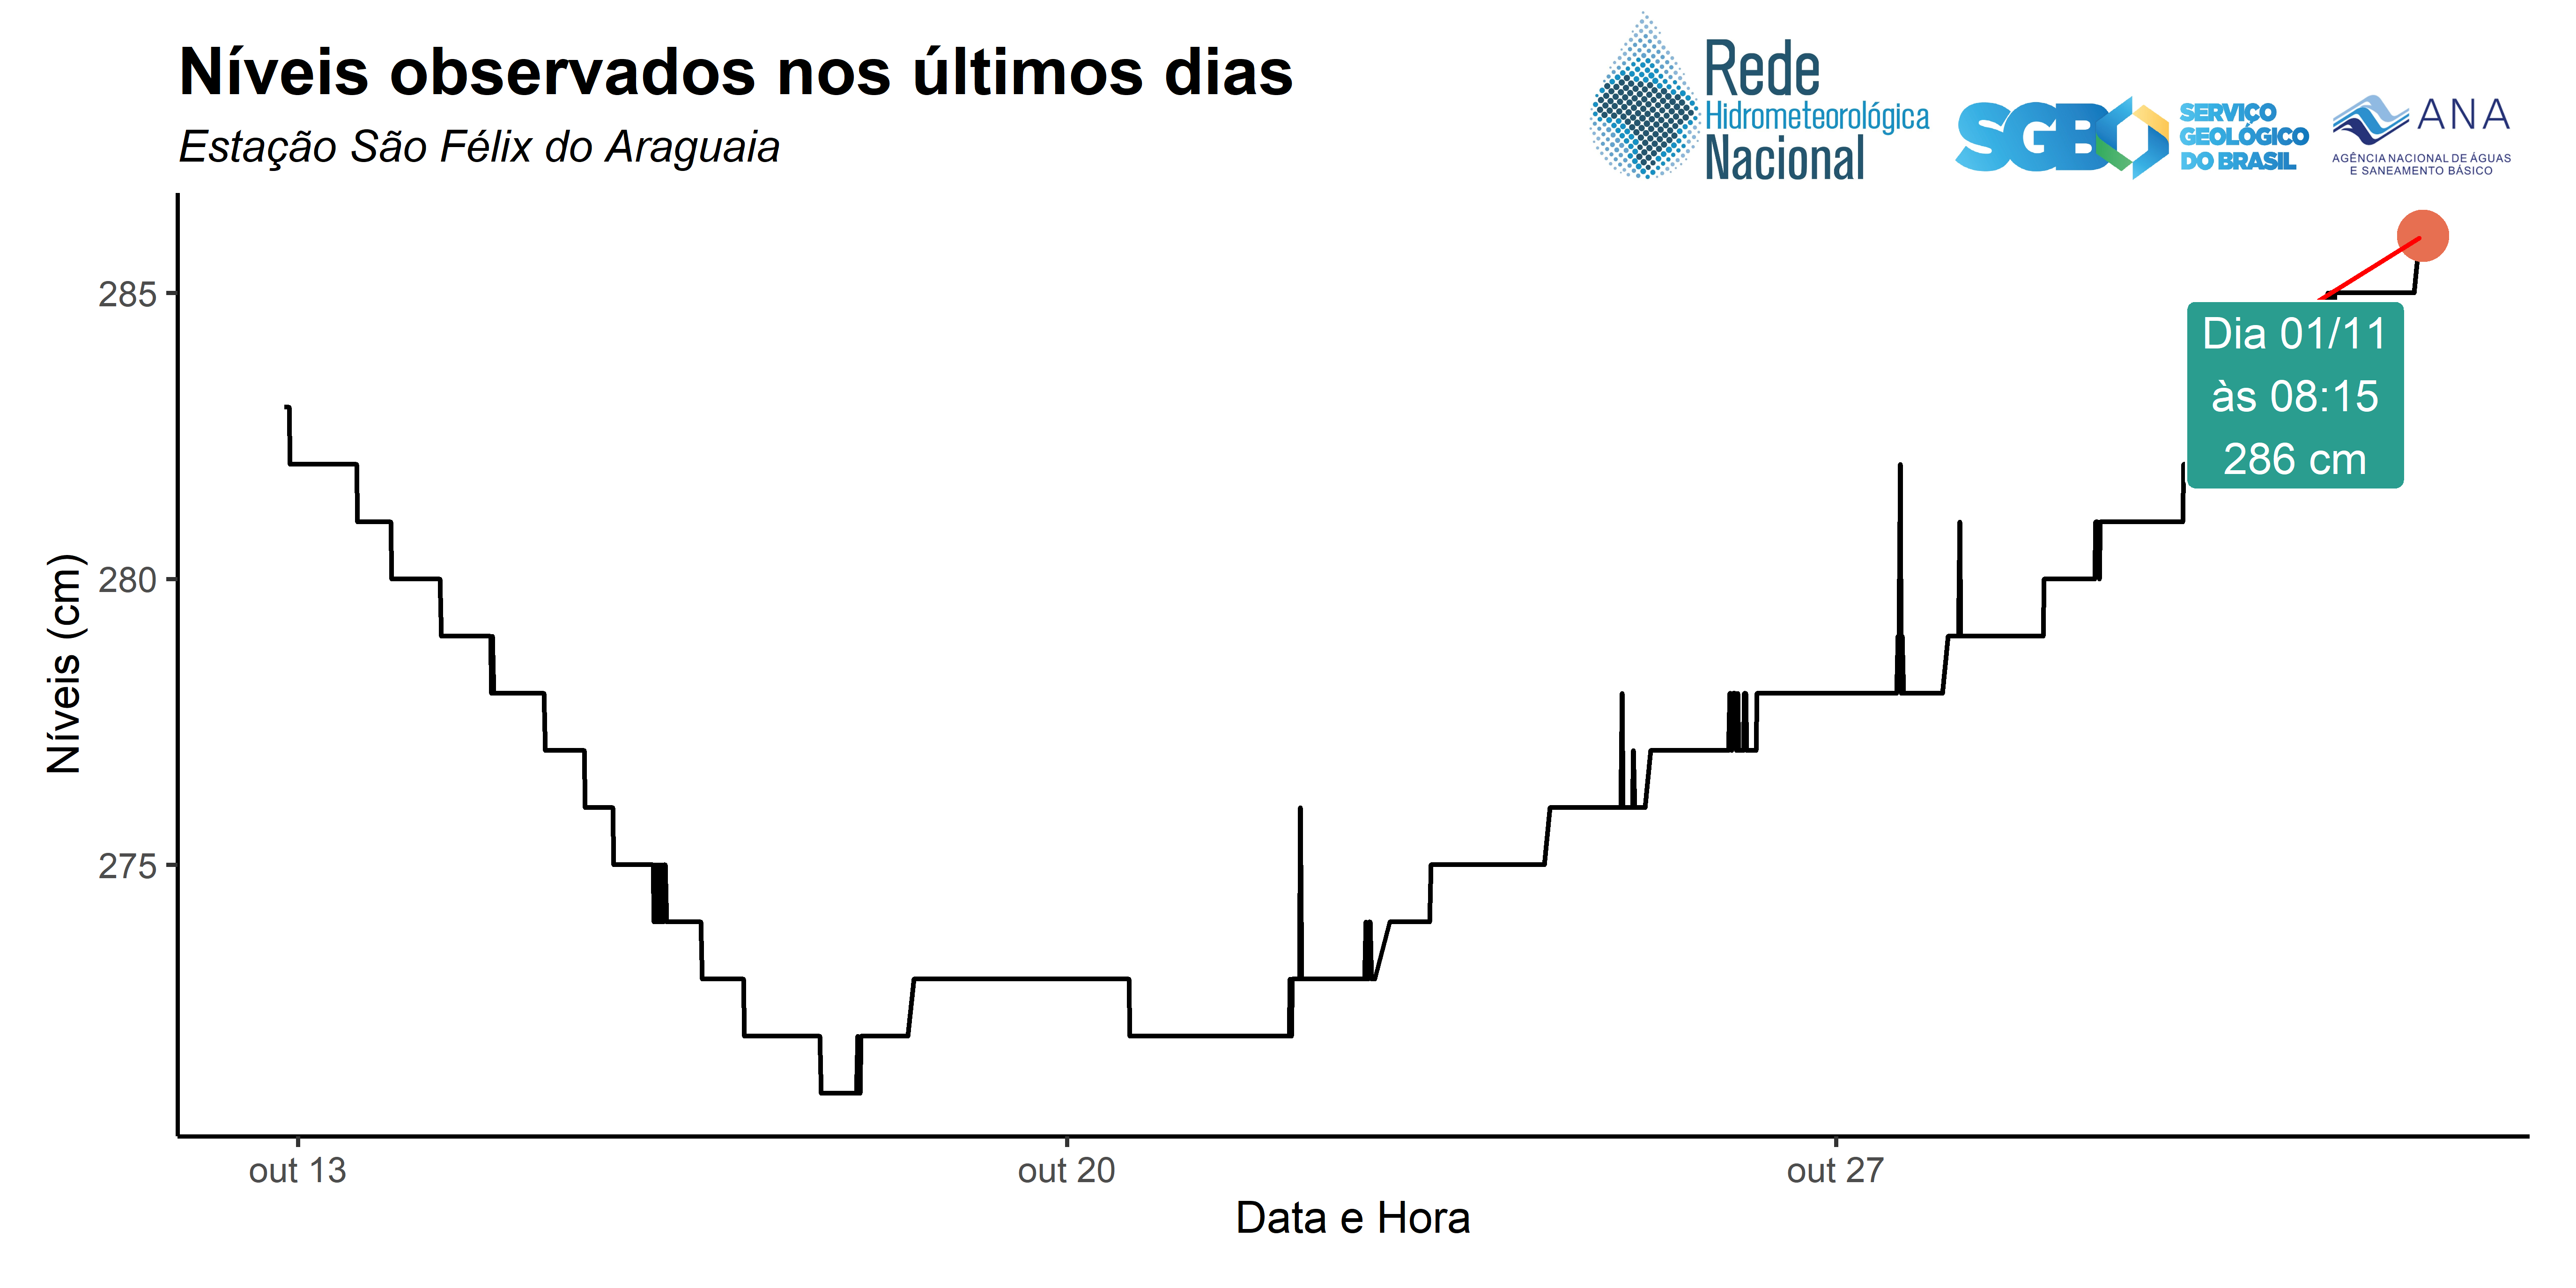 Níveis observados nos últimos dias
Estação São Félix do Araguaia
Rede
Hidrometeorológica
Nacional
SGB
SERVIÇO
GEOLÓGICO
DO BRASIL
ANA
AGÊNCIA NACIONAL DE ÁGUAS
E SANEAMENTO BÁSICO
285
280
275
Níveis (cm)
Dia 01/11
às 08:15
286 cm
out 13
out 20
out 27
Data e Hora